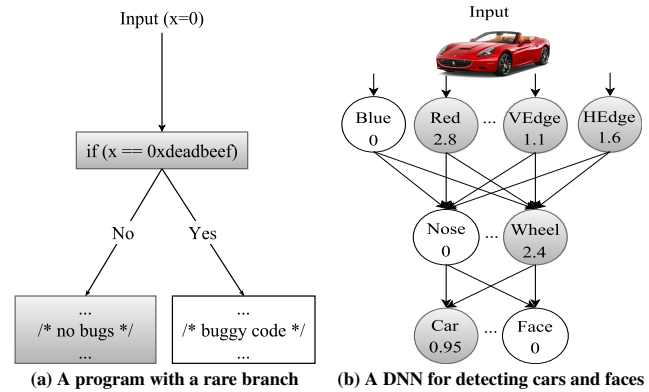 Input (x=0)
if (x == 0xdeadbeef)
No
Yes
...
/* no bugs */
...
...
/* buggy code */
...
(a) A program with a rare branch
Input
Blue
0
Red
2.8
...
VEdge
1.1
HEdge
1.6
Nose
0
...
Wheel
2.4
Car
0.95
...
Face
0
(b) A DNN for detecting cars and faces